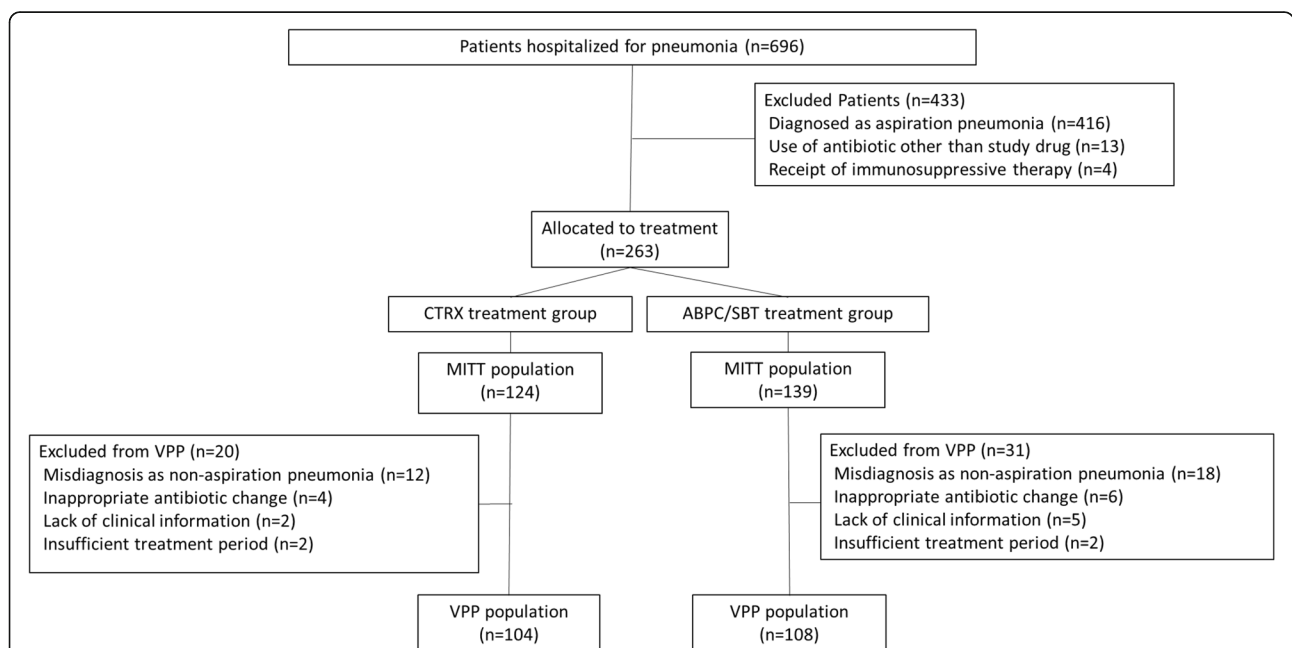 Patients hospitalized for pneumonia (n=696)
Excluded Patients (n=433)
Diagnosed as aspiration pneumonia (n=416)
Use of antibiotic other than study drug (n=13)
Receipt of immunosuppressive therapy (n=4)
Allocated to treatment
(n=263)
CTRX treatment group
ABPC/SBT treatment group
MITT population
(n=124)
MITT population
(n=139)
Excluded from VPP (n=20)
Misdiagnosis as non-aspiration pneumonia (n=12)
Inappropriate antibiotic change (n=4)
Lack of clinical information (n=2)
Insufficient treatment period (n=2)
Excluded from VPP (n=31)
Misdiagnosis as non-aspiration pneumonia (n=18)
Inappropriate antibiotic change (n=6)
Lack of clinical information (n=5)
Insufficient treatment period (n=2)
VPP population
(n=104)
VPP population
(n=108)